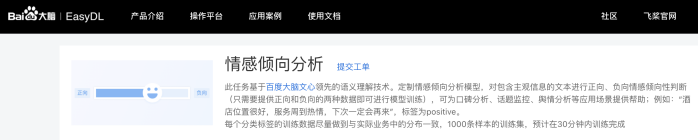 Bai大脑 EasyDL 产品介绍 操作平台 应用案例 使用文档 社区 飞桨官网
情感倾向分析 提交工单
正向 负向
此任务基于百度大脑文心领先的语义理解技术。定制情感倾向分析模型，对包含主观信息的文本进行正向、负向情感倾向性判断
（只需要提供正向和负向的两种数据即可进行模型训练），可为口碑分析、话题监控、舆情分析等应用场景提供帮助；例如：“酒
店位置很好，服务周到热情，下次一定会再来”，标签为positive。
每个分类标签的训练数据尽量做到与实际业务中的分布一致，1000条样本的训练集，预计在30分钟内训练完成